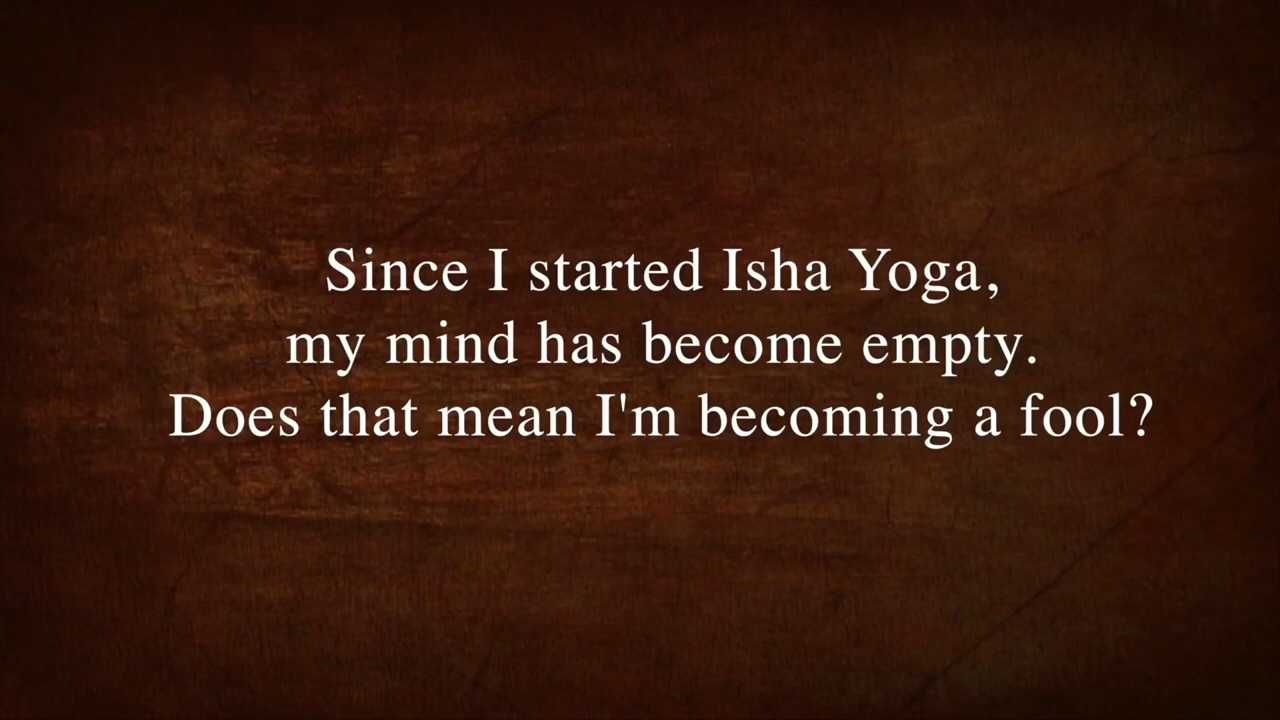 Since I started Isha Yoga,
my mind has become empty.
Does that mean I'm becoming a fool?